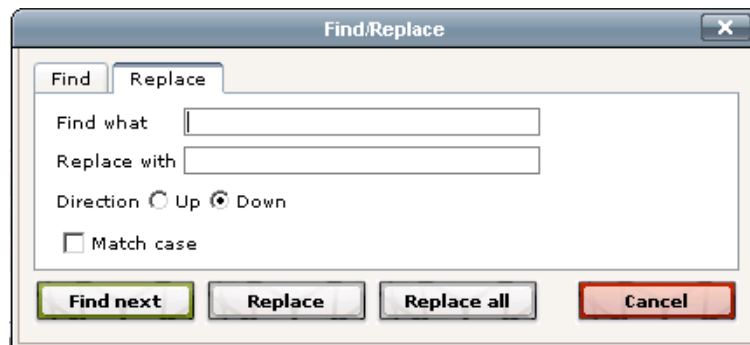 Find/Replace
Find Replace
Find what
Replace with
Direction Up Down
Match case
Find next Replace Replace all Cancel